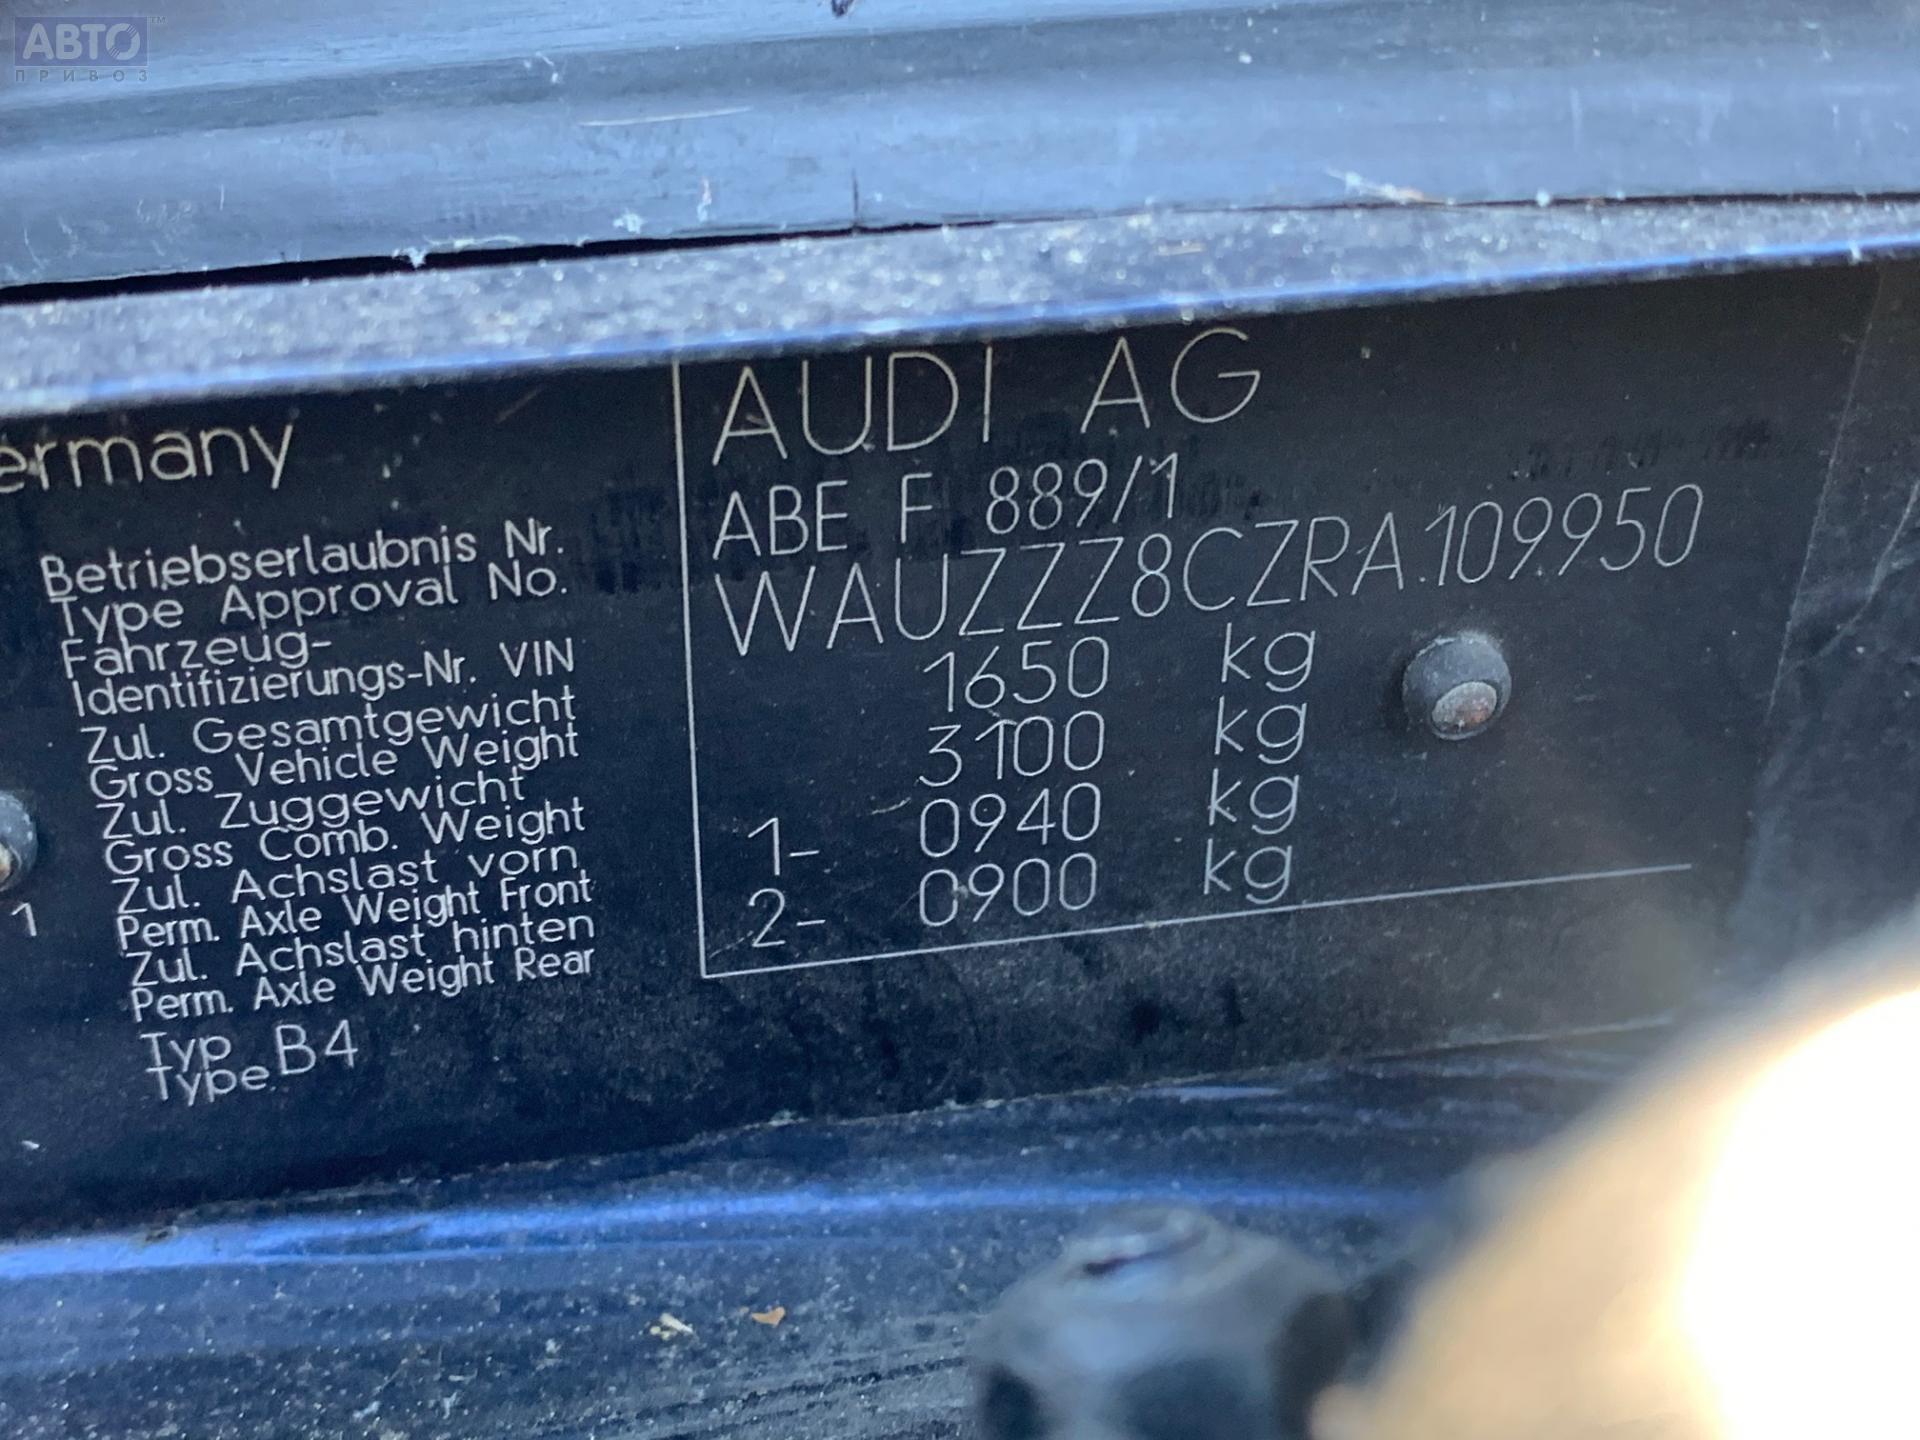 АВТО™
ПРИВОЗ
ermany
AUDI AG
Betriebserlaubnis Nr.
Type Approval No.
ABE F 889/1
Fahrzeug-
Identifizierungs-Nr. VIN
WAUZZZ8CZRA109950
Zul. Gesamtgewicht
Gross Vehicle Weight
1650 kg
Zul. Zuggewicht
Gross Comb. Weight
3100 kg
Zul. Achslast vorn
Perm. Axle Weight Front
1- 0940 kg
Zul. Achslast hinten
Perm. Axle Weight Rear
2- 0900 kg
1
Typ
Type B4